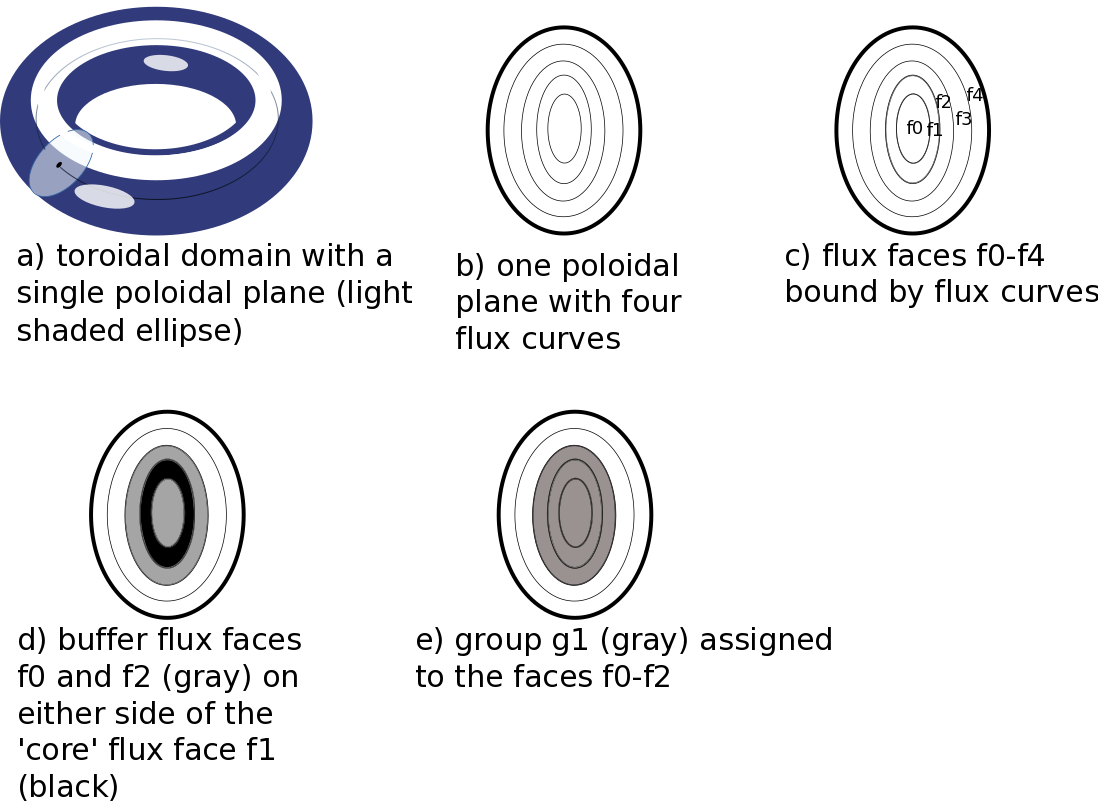 f4
f2
f3
f0 f1
a) toroidal domain with a
single poloidal plane (light
shaded ellipse)
b) one poloidal
plane with four
flux curves
c) flux faces f0-f4
bound by flux curves
d) buffer flux faces
f0 and f2 (gray) on
either side of the
'core' flux face f1
(black)
e) group g1 (gray) assigned
to the faces f0-f2